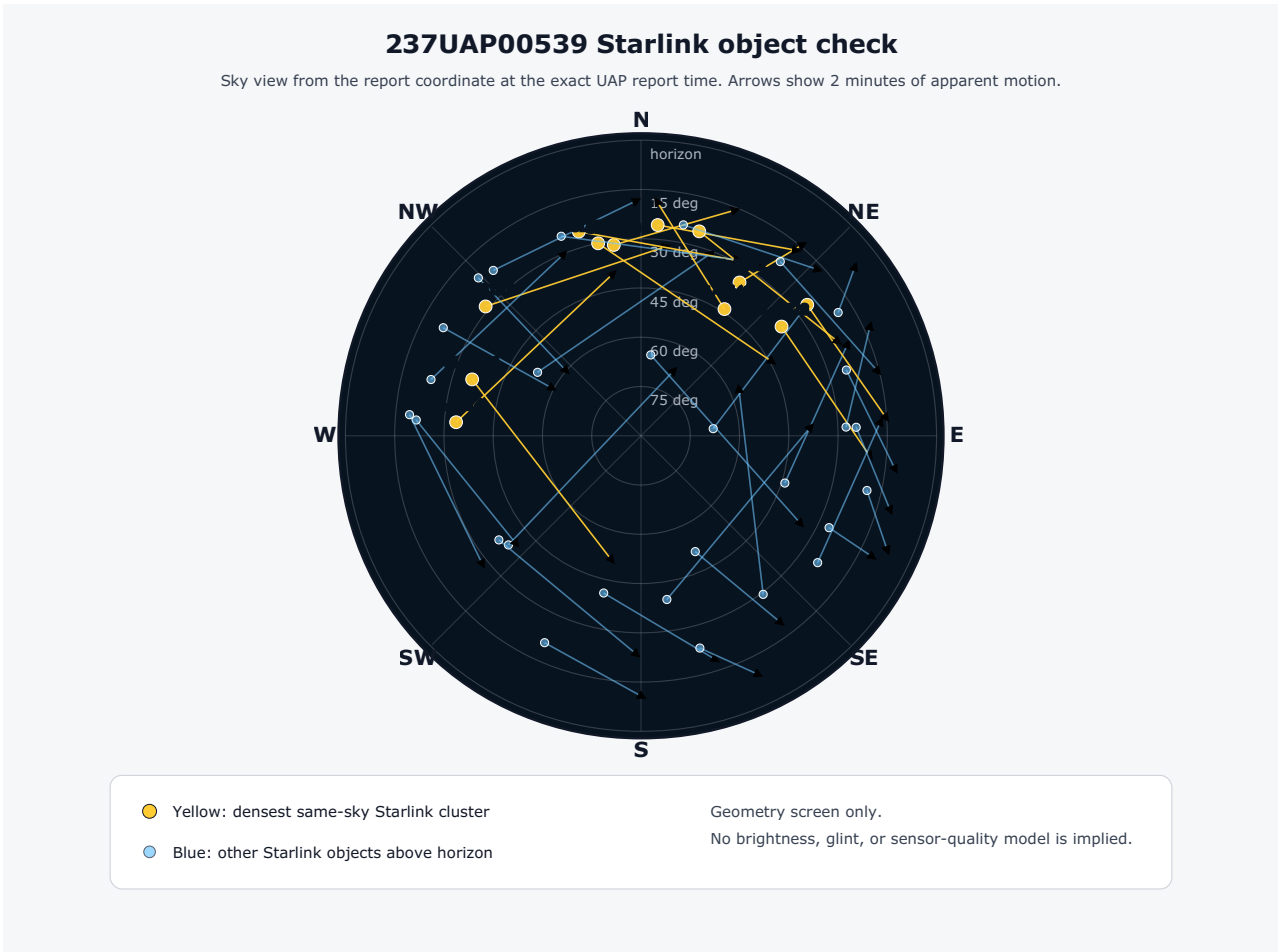 237UAP00539 Starlink object check
Sky view from the report coordinate at the exact UAP report time. Arrows show 2 minutes of apparent motion.
N
horizon
NW
15 deg
NE
30 deg
45 deg
60 deg
75 deg
W
E
SW
SE
S
Yellow: densest same-sky Starlink cluster
Geometry screen only.
No brightness, glint, or sensor-quality model is implied.
Blue: other Starlink objects above horizon